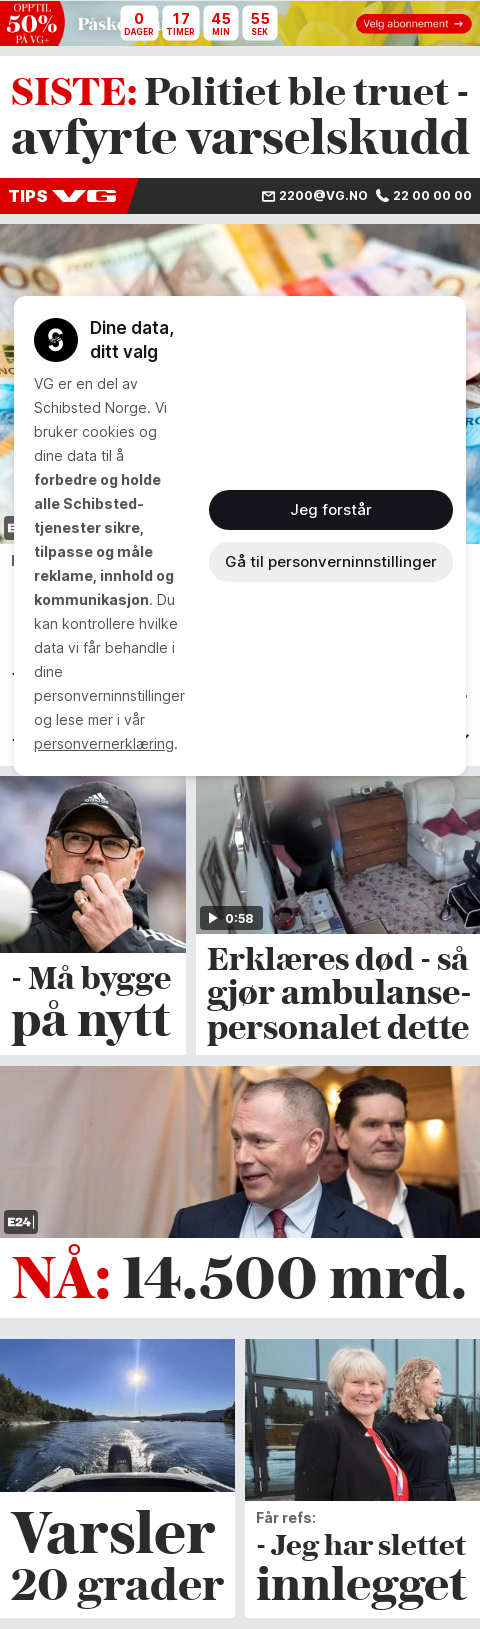 OPPTIL
50%
PÅ VG+
0
DAGER
17
TIMER
45
MIN
55
SEK
Velg abonnement →
SISTE: Politiet ble truet -
avfyrte varselskudd
TIPS VG
2200@VG.NO
22 00 00 00
Dine data,
ditt valg
VG er en del av
Schibsted Norge. Vi
bruker cookies og
dine data til å
forbedre og holde
alle Schibsted-
tjenester sikre,
tilpasse og måle
reklame, innhold og
kommunikasjon. Du
kan kontrollere hvilke
data vi får behandle i
dine
personverninnstillinger
og lese mer i vår
personvernerklæring.
Jeg forstår
Gå til personverninnstillinger
- Må bygge
på nytt
0:58
Erklæres død - så
gjør ambulanse-
personalet dette
E24
NÅ: 14.500 mrd.
Varsler
20 grader
Får refs:
- Jeg har slettet
innlegget